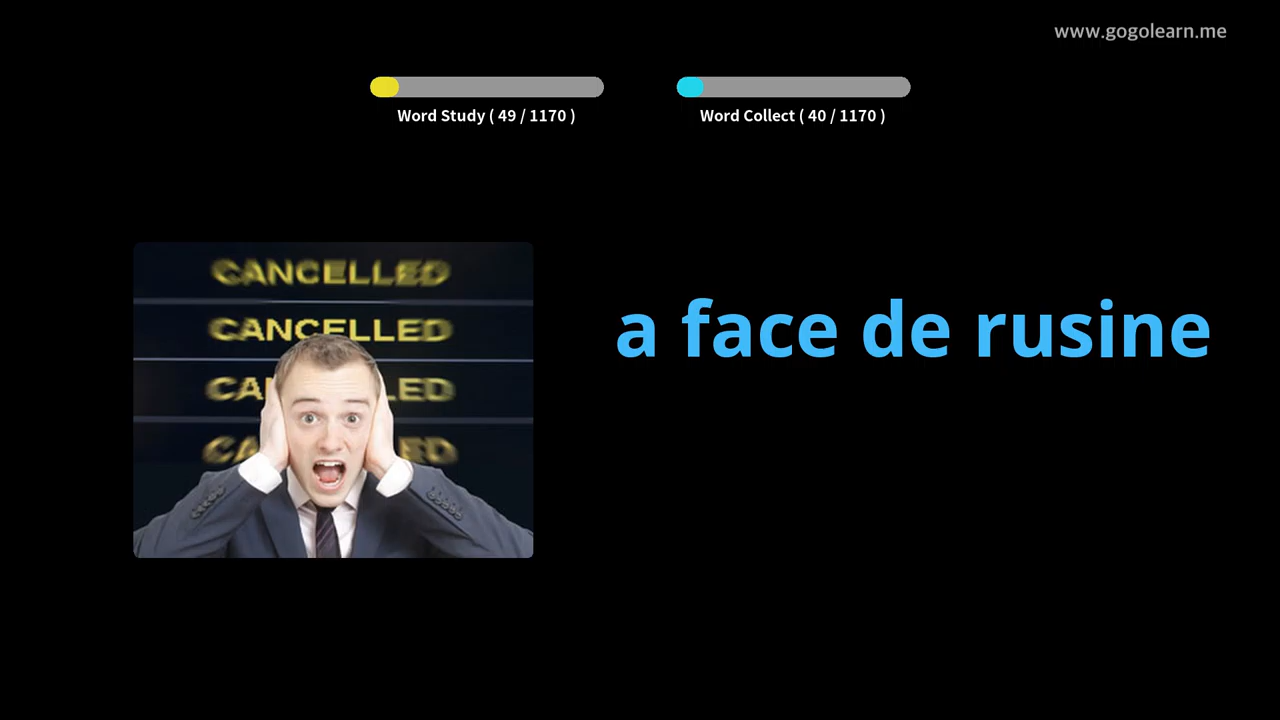 www.gogolearn.me
Word Study ( 49 / 1170 )
Word Collect ( 40 / 1170 )
CANCELLED
CANCELLED
a face de rusine